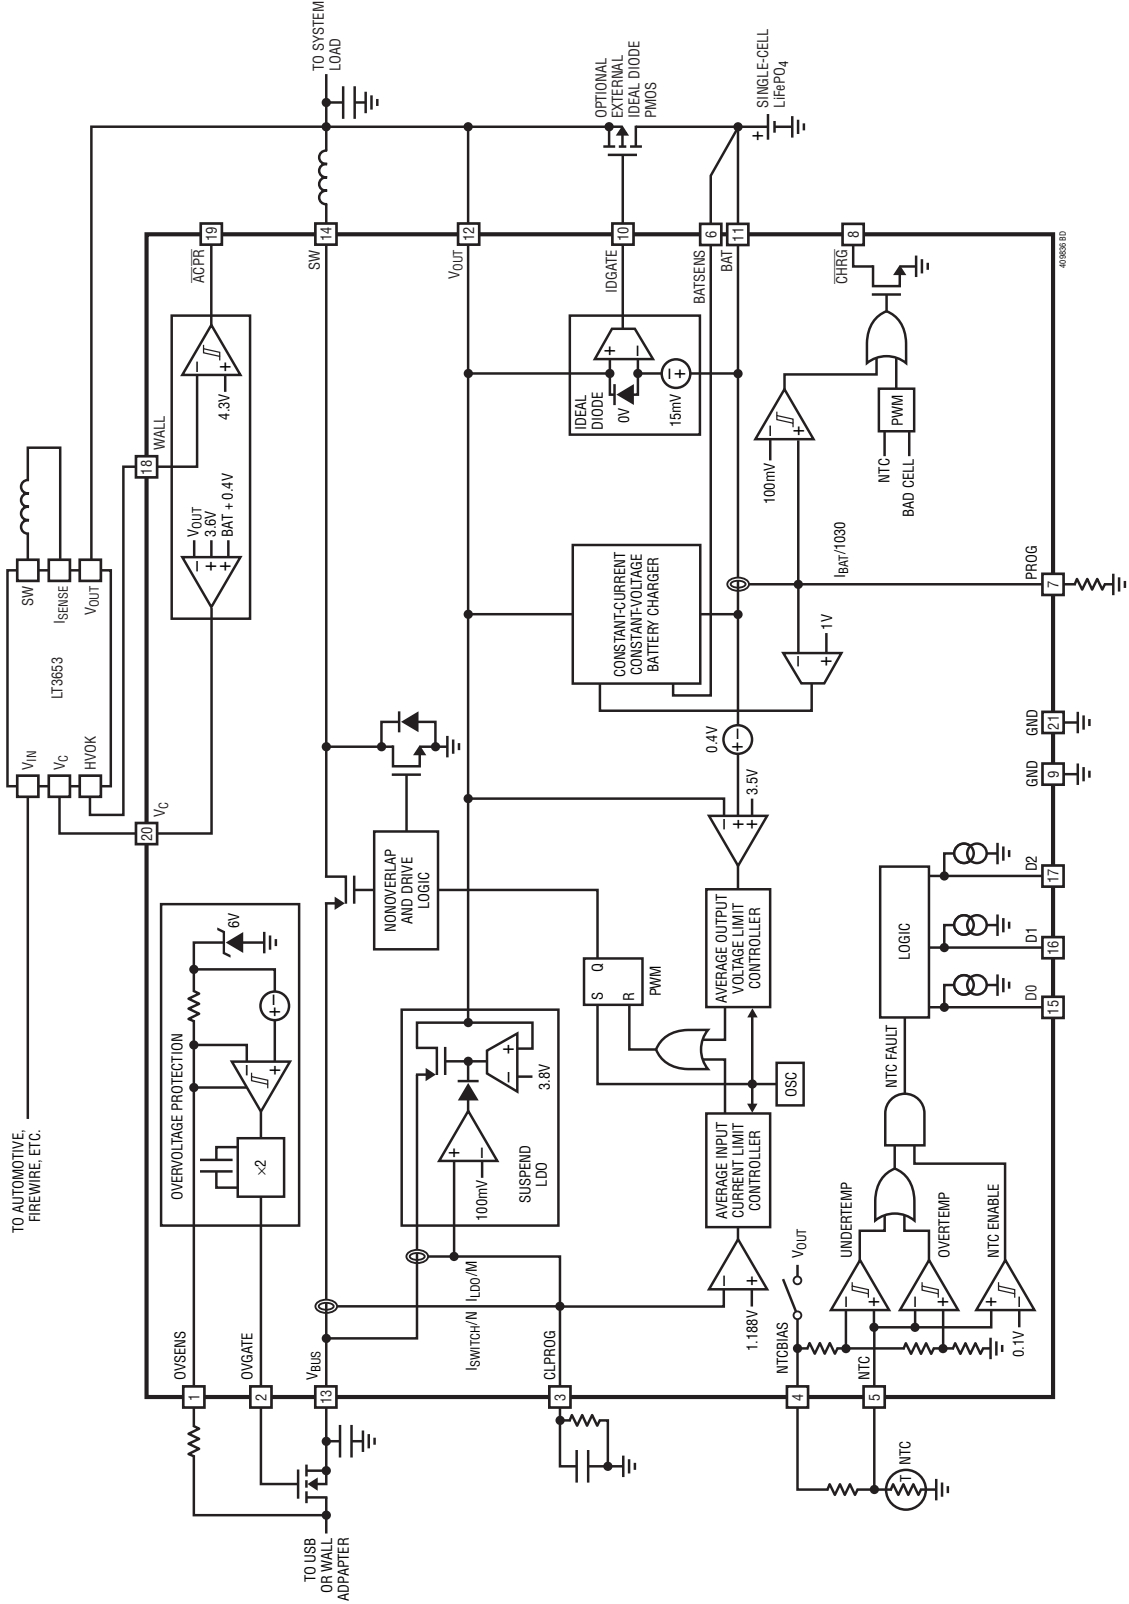 TO AUTOMOTIVE,
FIREWIRE, ETC.
VIN
VC
HVOK
LT3653
SW
ISENSE
VOUT
20
VC
18
WALL
OVERVOLTAGE PROTECTION
×2
6V
VOUT
3.6V
BAT + 0.4V
4.3V
ACPR
19
TO SYSTEM
LOAD
OVSENS
1
OVGATE
2
VBUS
13
TO USB
OR WALL
ADPAPTER
SW
14
NONOVERLAP
AND DRIVE
LOGIC
VOUT
12
100mV
3.8V
SUSPEND
LDO
ISWITCH/N
ILDO/M
CLPROG
3
S
Q
R
PWM
IDEAL
DIODE
0V
15mV
IDGATE
10
OPTIONAL
EXTERNAL
IDEAL DIODE
PMOS
CONSTANT-CURRENT
CONSTANT-VOLTAGE
BATTERY CHARGER
BATSENS
6
BAT
11
+
SINGLE-CELL
LiFePO4
1.188V
AVERAGE INPUT
CURRENT LIMIT
CONTROLLER
OSC
AVERAGE OUTPUT
VOLTAGE LIMIT
CONTROLLER
3.5V
0.4V
1V
100mV
IBAT/1030
NTC
BAD CELL
PWM
CHRG
8
NTCBIAS
4
VOUT
NTC
5
T
NTC
UNDERTEMP
OVERTEMP
NTC ENABLE
0.1V
NTC FAULT
LOGIC
D0
15
D1
16
D2
17
GND
9
GND
21
PROG
7
409836 BD